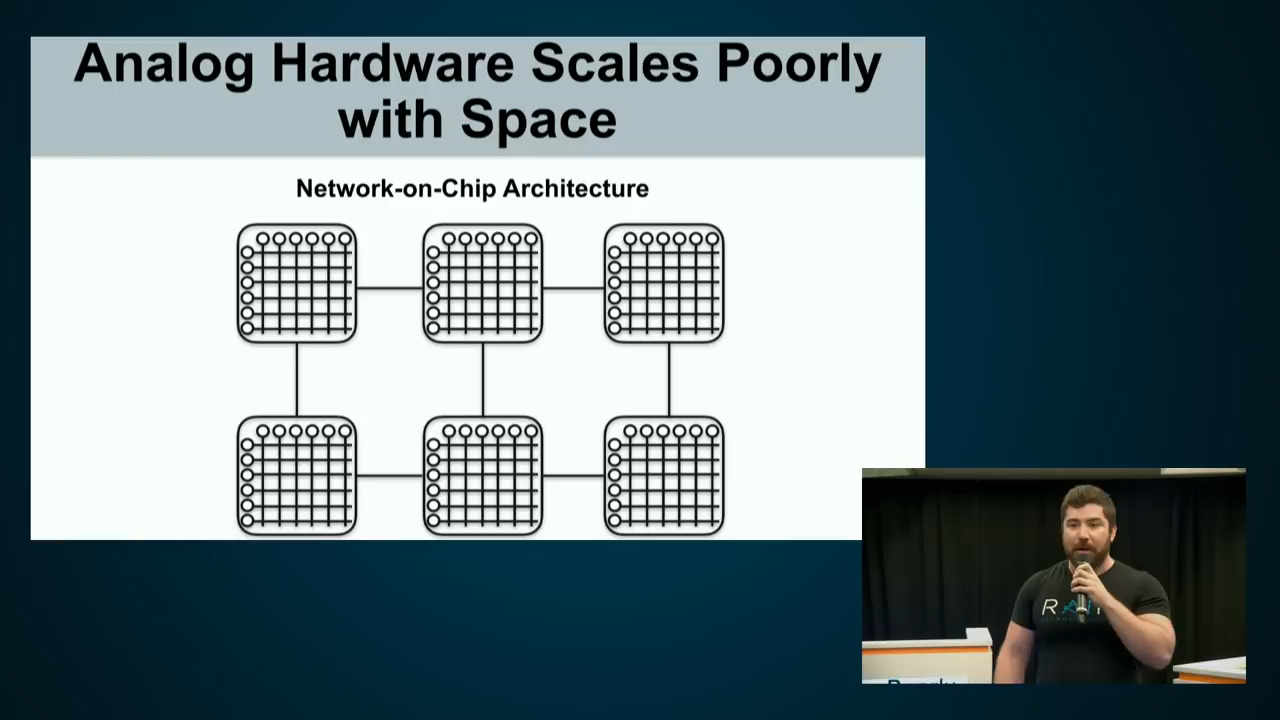 Analog Hardware Scales Poorly
with Space
Network-on-Chip Architecture